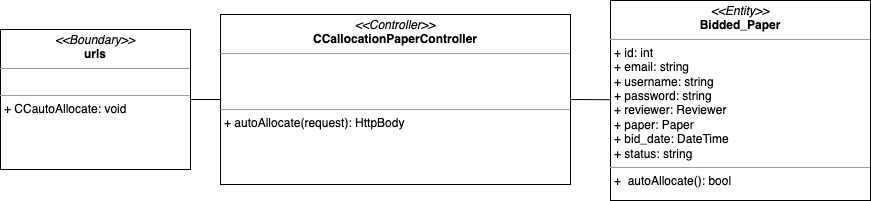 <<Boundary>>
urls
+ CCautoAllocate: void
<<Controller>>
CCallocationPaperController
+ autoAllocate(request): HttpBody
<<Entity>>
Bidded_Paper
+ id: int
+ email: string
+ username: string
+ password: string
+ reviewer: Reviewer
+ paper: Paper
+ bid_date: DateTime
+ status: string
+ autoAllocate(): bool